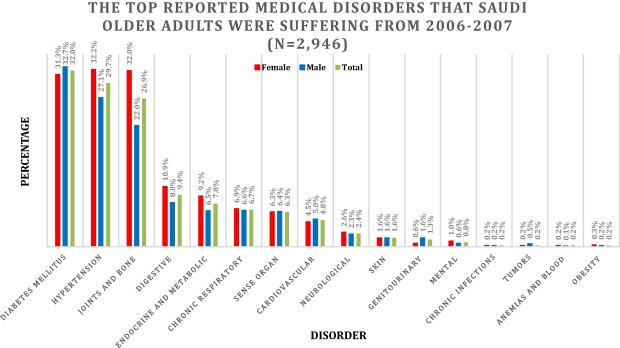 THE TOP REPORTED MEDICAL DISORDERS THAT SAUDI
OLDER ADULTS WERE SUFFERING FROM 2006-2007
(N=2,946)
Female Male Total
PERCENTAGE
31.3%
32.7%
32.0%
32.2%
27.1%
29.7%
32.0%
22.0%
26.9%
10.9%
8.0%
9.4%
9.2%
6.5%
7.8%
6.9%
6.6%
6.7%
6.3%
6.4%
6.3%
4.5%
5.0%
4.8%
2.6%
2.3%
2.4%
1.6%
1.6%
1.6%
0.6%
1.6%
1.3%
1.0%
0.6%
0.8%
0.2%
0.2%
0.2%
0.2%
0.5%
0.2%
0.2%
0.1%
0.2%
0.3%
0.2%
0.2%
DIABETES MELLITUS
HYPERTENSION
JOINTS AND BONE
DIGESTIVE
ENDOCRINE AND METABOLIC
CHRONIC RESPIRATORY
SENSE ORGAN
CARDIOVASCULAR
NEUROLOGICAL
SKIN
GENITOURINARY
MENTAL
CHRONIC INFECTIONS
TUMORS
ANEMIAS AND BLOOD
OBESITY
DISORDER